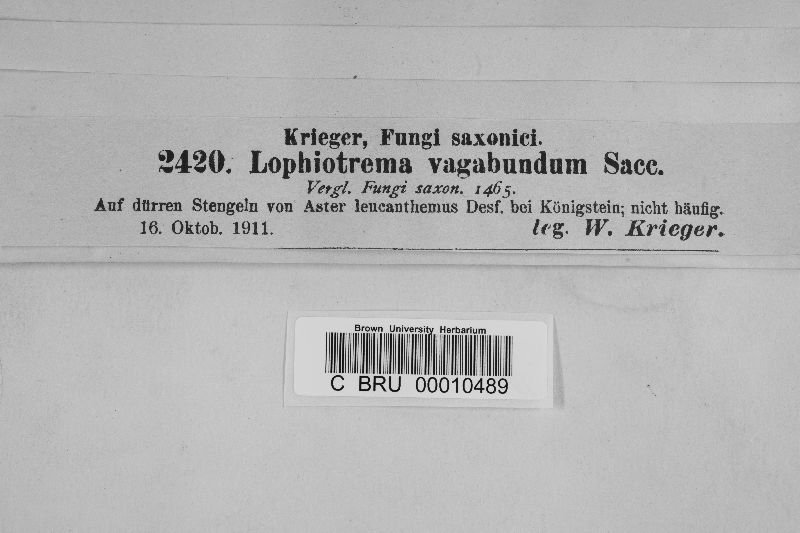 Krieger, Fungi saxonici.
2420. Lophiotrema vagabundum Sacc.
Vergl. Fungi saxon. 1465.
Auf dürren Stengeln von Aster leucanthemus Desf. bei Königstein; nicht häufig.
16. Oktob. 1911. leg. W. Krieger.
Brown University Herbarium
C BRU 00010489